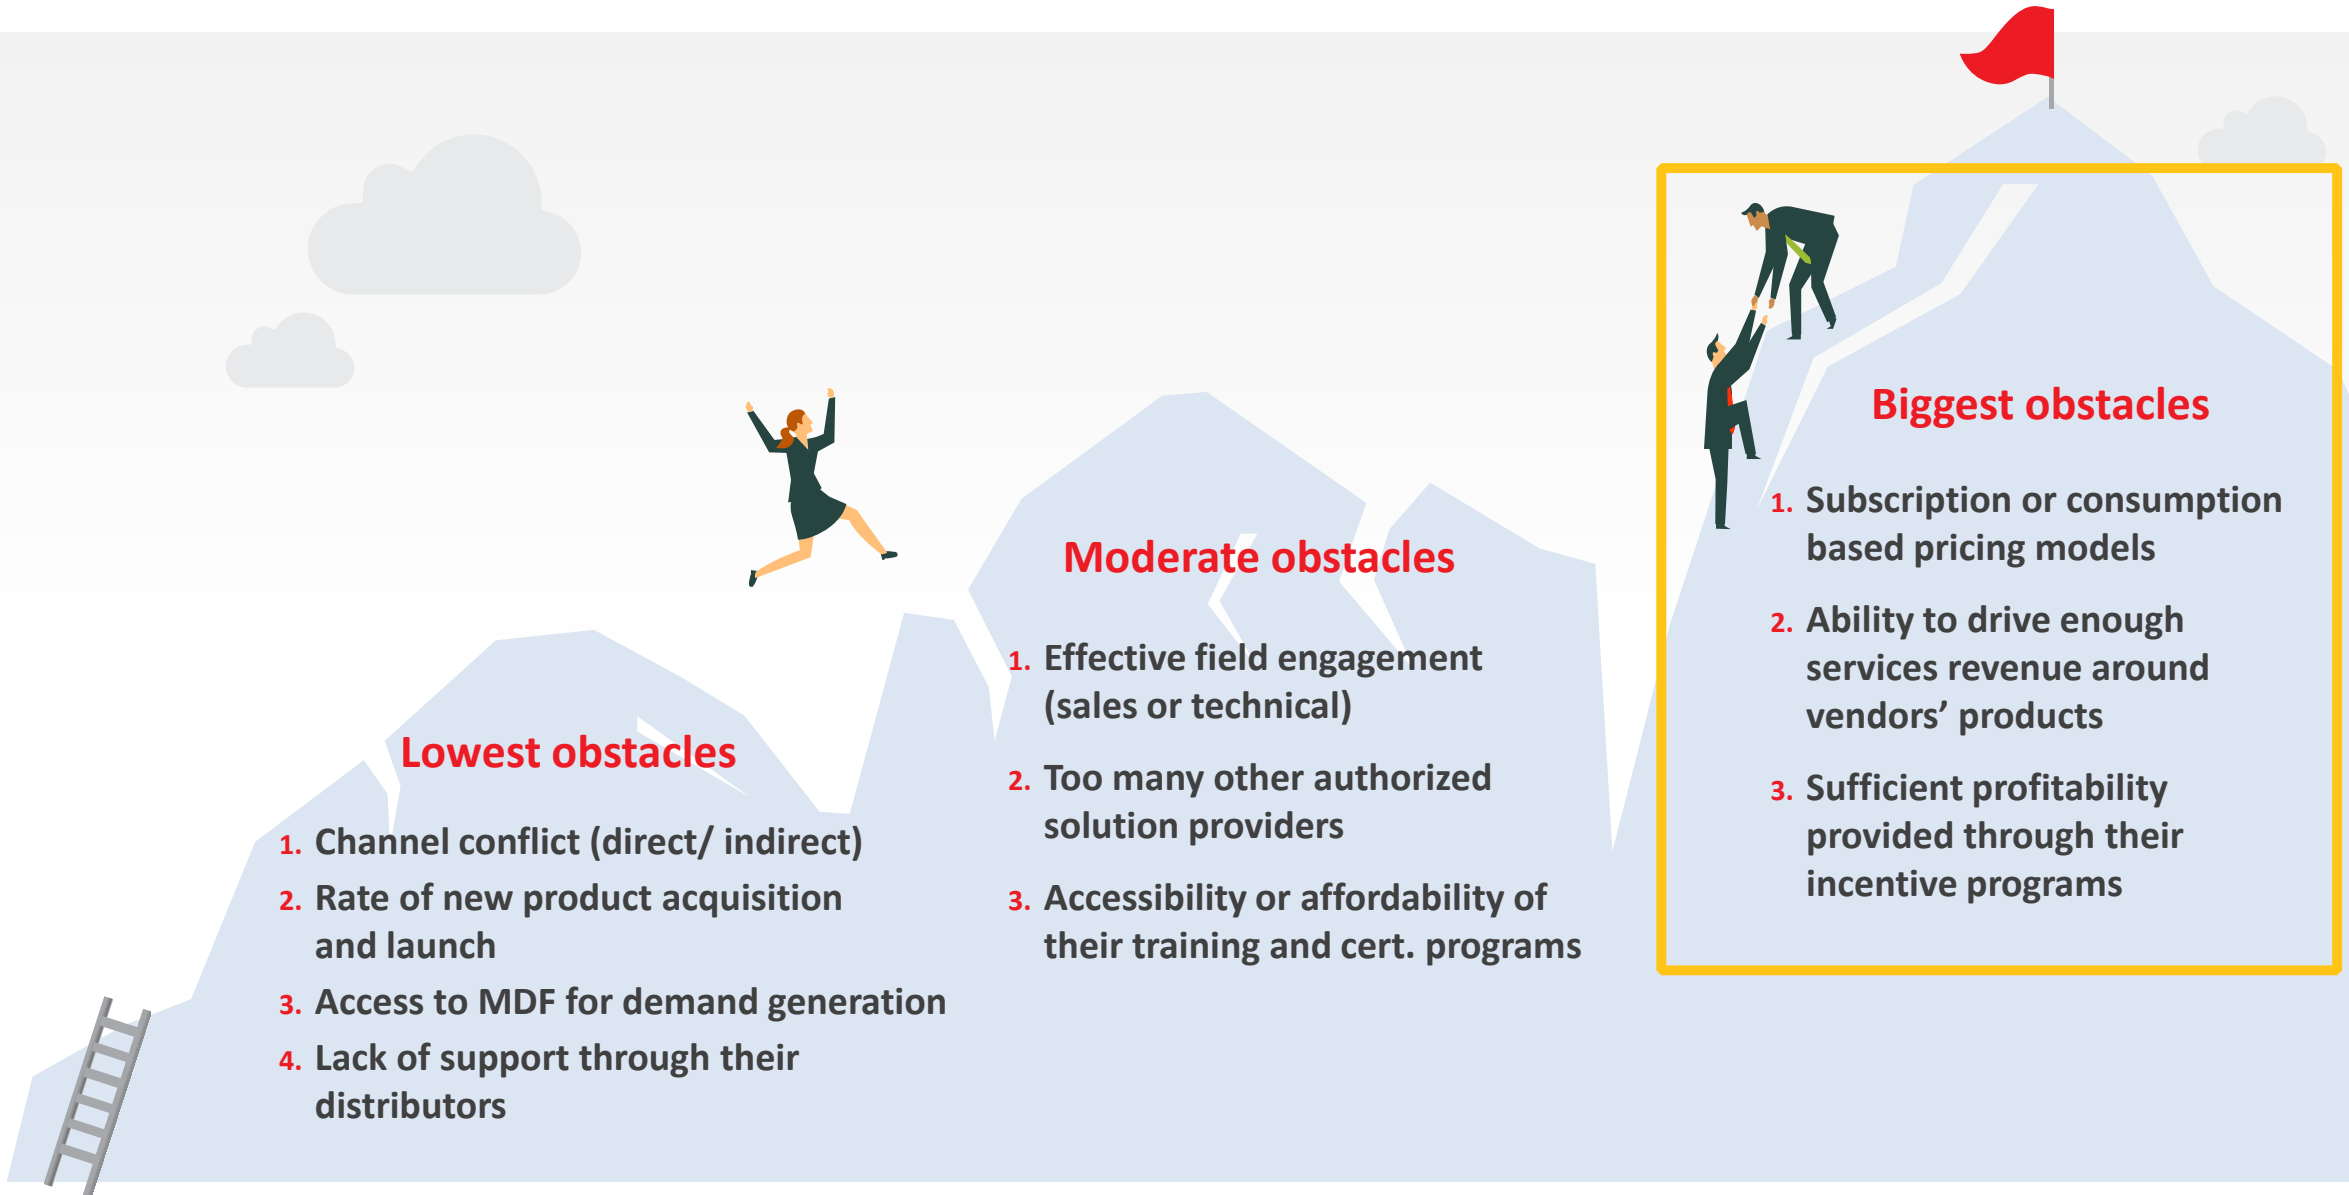 Lowest obstacles
1. Channel conflict (direct/ indirect)
2. Rate of new product acquisition
and launch
3. Access to MDF for demand generation
4. Lack of support through their
distributors
Moderate obstacles
1. Effective field engagement
(sales or technical)
2. Too many other authorized
solution providers
3. Accessibility or affordability of
their training and cert. programs
Biggest obstacles
1. Subscription or consumption
based pricing models
2. Ability to drive enough
services revenue around
vendors’ products
3. Sufficient profitability
provided through their
incentive programs